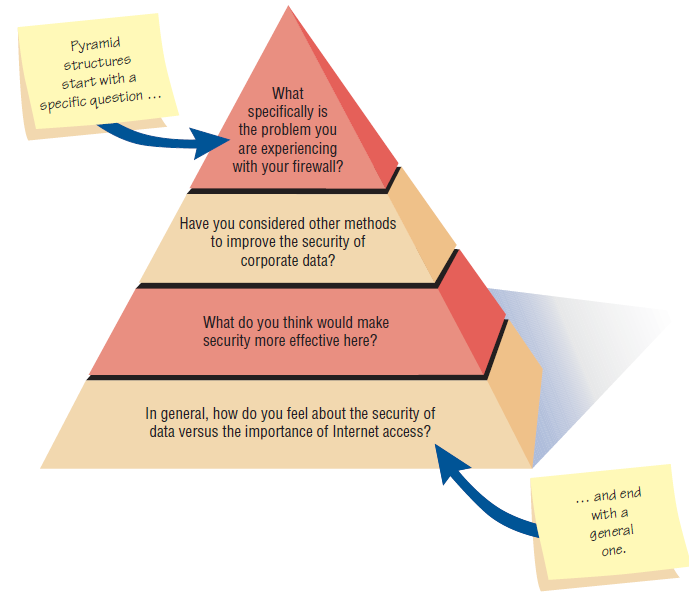 Pyramid
structures
start with a
specific question ...
What
specifically is
the problem you
are experiencing
with your firewall?
Have you considered other methods
to improve the security of
corporate data?
What do you think would make
security more effective here?
In general, how do you feel about the security of
data versus the importance of Internet access?
... and end
with a
general
one.